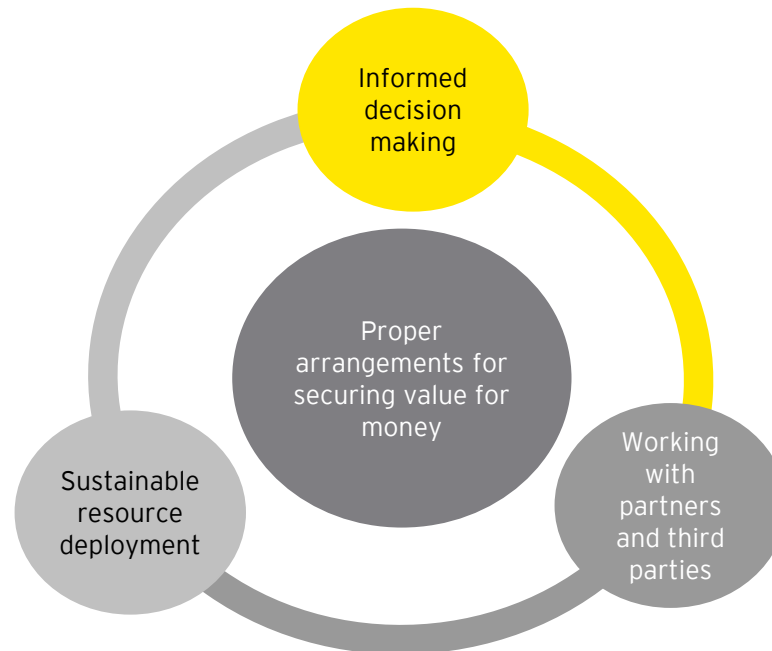 Informed
decision
making
Proper
arrangements for
securing value for
money
Sustainable
resource
deployment
Working
with
partners
and third
parties